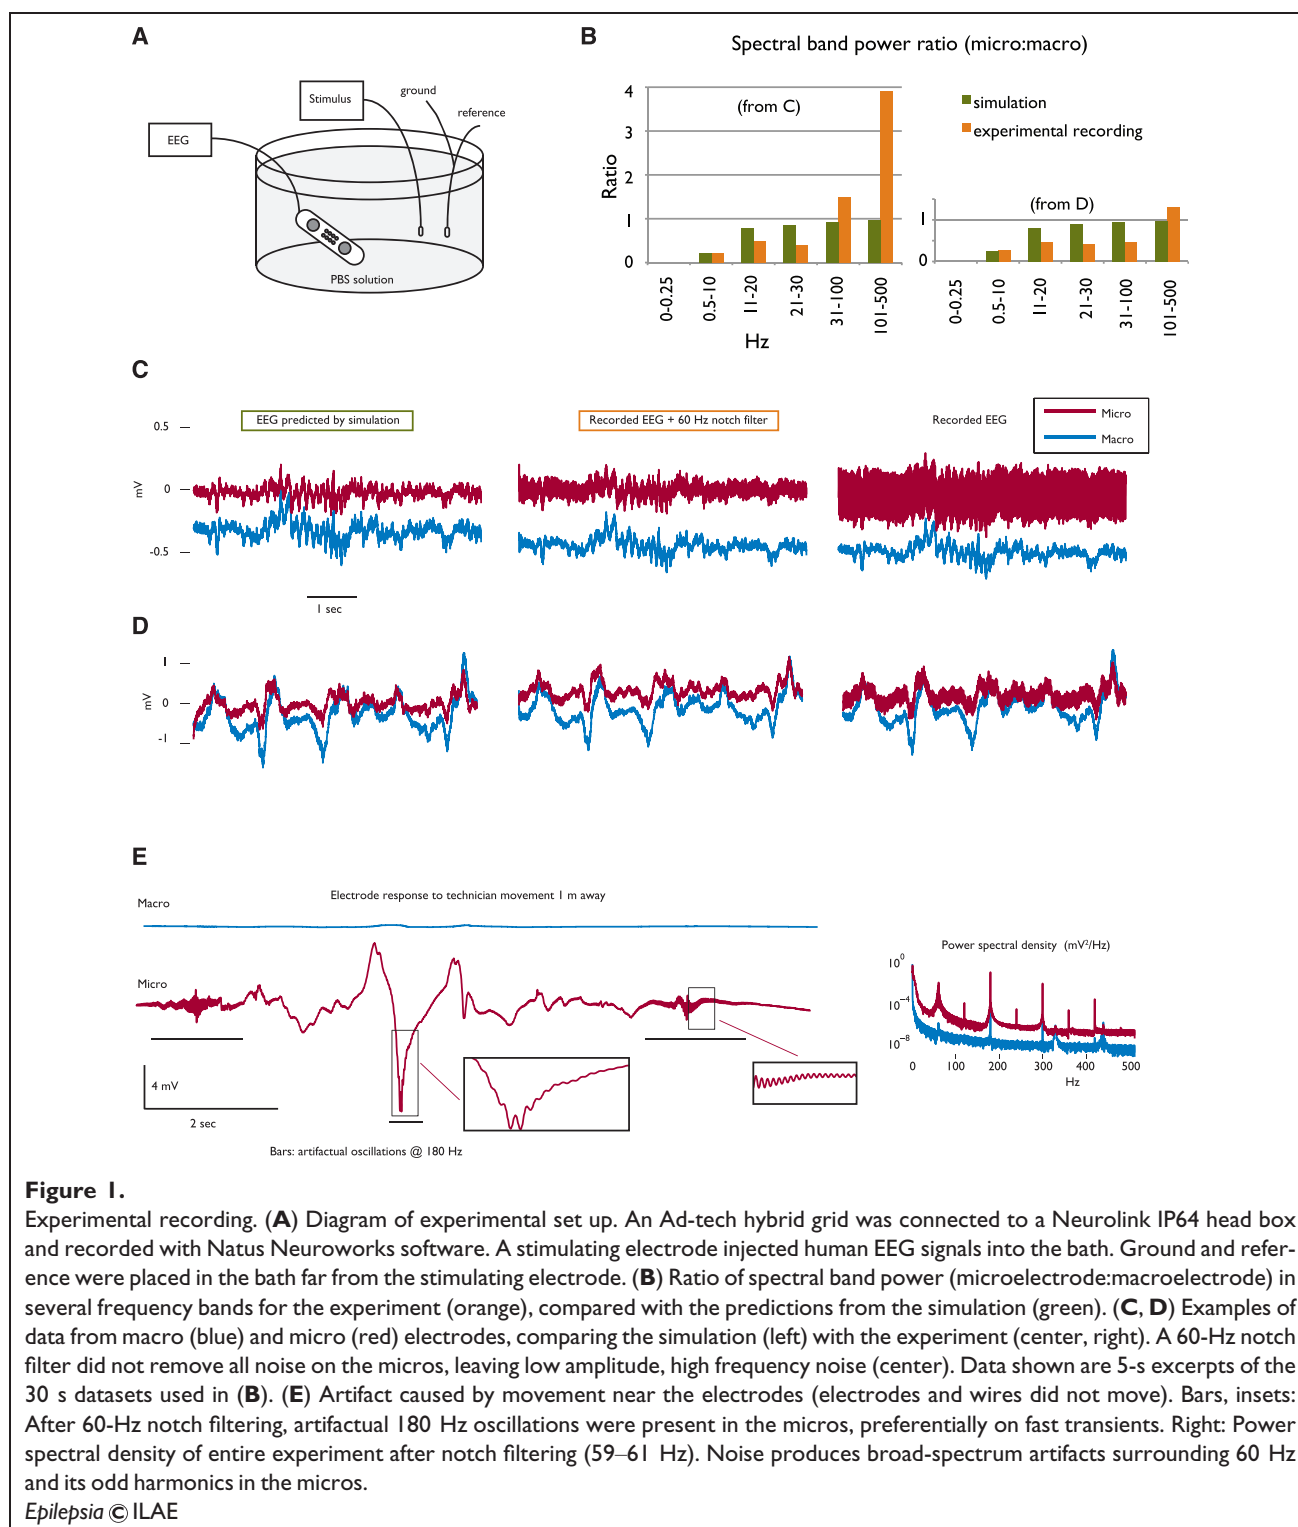 A
Stimulus
ground
reference
EEG
PBS solution
B
Spectral band power ratio (micro:macro)
4
3
2
1
0
Ratio
(from C)
simulation
experimental recording
(from D)
1
0
0-0.25
0.5-10
11-20
21-30
31-100
101-500
0-0.25
0.5-10
11-20
21-30
31-100
101-500
Hz
C
EEG predicted by simulation
Recorded EEG + 60 Hz notch filter
Recorded EEG
Micro
Macro
0.5
mV
0
-0.5
1 sec
D
1
mV
0
-1
E
Electrode response to technician movement 1 m away
Macro
Micro
4 mV
2 sec
Bars: artifactual oscillations @ 180 Hz
Power spectral density (mV²/Hz)
10⁰
10⁻⁴
10⁻⁸
0 100 200 300 400 500
Hz
Figure 1.
Experimental recording. (A) Diagram of experimental set up. An Ad-tech hybrid grid was connected to a Neurolink IP64 head box
and recorded with Natus Neuroworks software. A stimulating electrode injected human EEG signals into the bath. Ground and refer-
ence were placed in the bath far from the stimulating electrode. (B) Ratio of spectral band power (microelectrode:macroelectrode) in
several frequency bands for the experiment (orange), compared with the predictions from the simulation (green). (C, D) Examples of
data from macro (blue) and micro (red) electrodes, comparing the simulation (left) with the experiment (center, right). A 60-Hz notch
filter did not remove all noise on the micros, leaving low amplitude, high frequency noise (center). Data shown are 5-s excerpts of the
30 s datasets used in (B). (E) Artifact caused by movement near the electrodes (electrodes and wires did not move). Bars, insets:
After 60-Hz notch filtering, artifactual 180 Hz oscillations were present in the micros, preferentially on fast transients. Right: Power
spectral density of entire experiment after notch filtering (59–61 Hz). Noise produces broad-spectrum artifacts surrounding 60 Hz
and its odd harmonics in the micros.
Epilepsia © ILAE